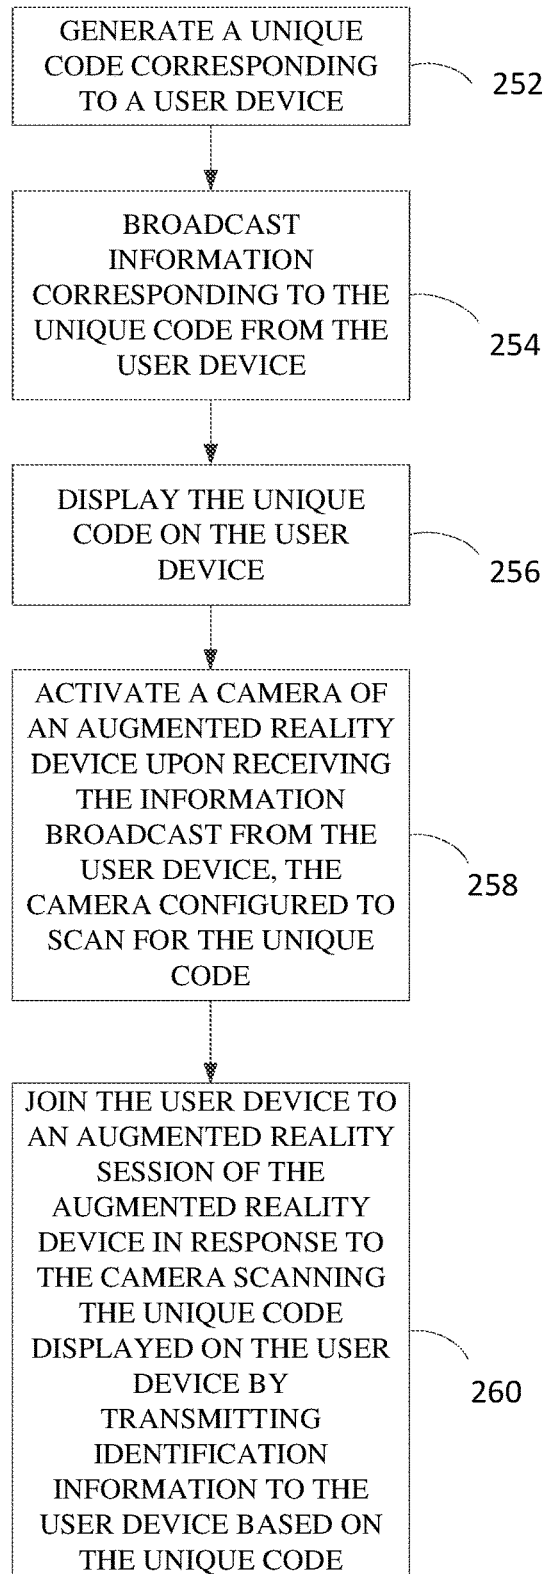 GENERATE A UNIQUE
CODE CORRESPONDING
TO A USER DEVICE
252
BROADCAST
INFORMATION
CORRESPONDING TO THE
UNIQUE CODE FROM THE
USER DEVICE
254
DISPLAY THE UNIQUE
CODE ON THE USER
DEVICE
256
ACTIVATE A CAMERA OF
AN AUGMENTED REALITY
DEVICE UPON RECEIVING
THE INFORMATION
BROADCAST FROM THE
USER DEVICE, THE
CAMERA CONFIGURED TO
SCAN FOR THE UNIQUE
CODE
258
JOIN THE USER DEVICE TO
AN AUGMENTED REALITY
SESSION OF THE
AUGMENTED REALITY
DEVICE IN RESPONSE TO
THE CAMERA SCANNING
THE UNIQUE CODE
DISPLAYED ON THE USER
DEVICE BY
TRANSMITTING
IDENTIFICATION
INFORMATION TO THE
USER DEVICE BASED ON
THE UNIQUE CODE
260